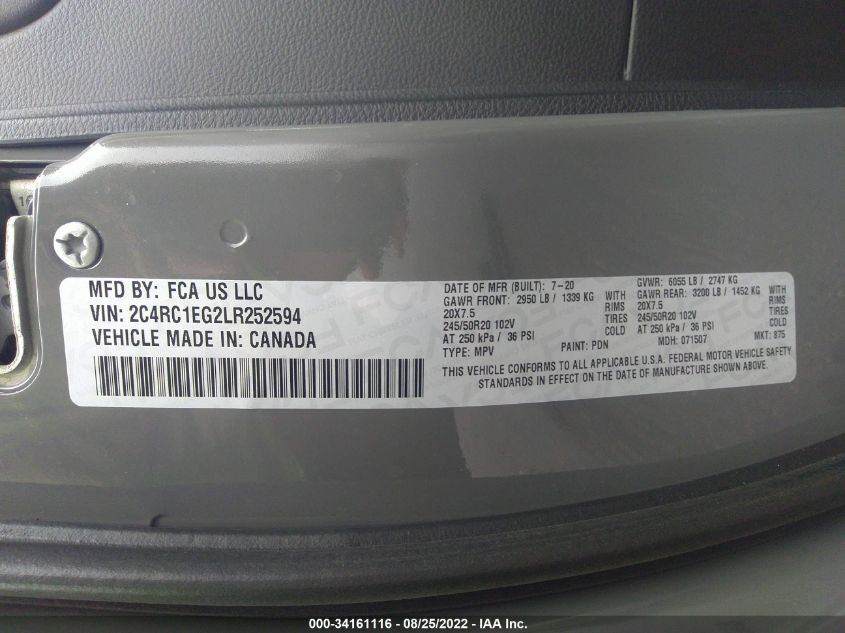 MFD BY: FCA US LLC
VIN: 2C4RC1EG2LR252594
VEHICLE MADE IN: CANADA
DATE OF MFR (BUILT): 7-20 GVWR: 6055 LB / 2747 KG
GAWR FRONT: 2950 LB / 1339 KG WITH GAWR REAR: 3200 LB / 1452 KG WITH
20X7.5 RIMS 20X7.5 RIMS
245/50R20 102V TIRES 245/50R20 102V TIRES
AT 250 kPa / 36 PSI COLD AT 250 kPa / 36 PSI COLD
TYPE: MPV PAINT: PDN MDH: 071507 MKT: 875
THIS VEHICLE CONFORMS TO ALL APPLICABLE U.S.A. FEDERAL MOTOR VEHICLE SAFETY
STANDARDS IN EFFECT ON THE DATE OF MANUFACTURE SHOWN ABOVE.
000-34161116 - 08/25/2022 - IAA Inc.